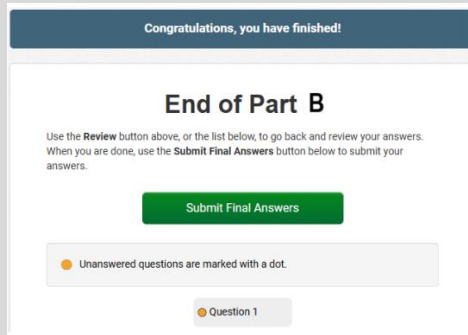 Congratulations, you have finished!
End of Part B
Use the Review button above, or the list below, to go back and review your answers.
When you are done, use the Submit Final Answers button below to submit your
answers.
Submit Final Answers
Unanswered questions are marked with a dot.
Question 1